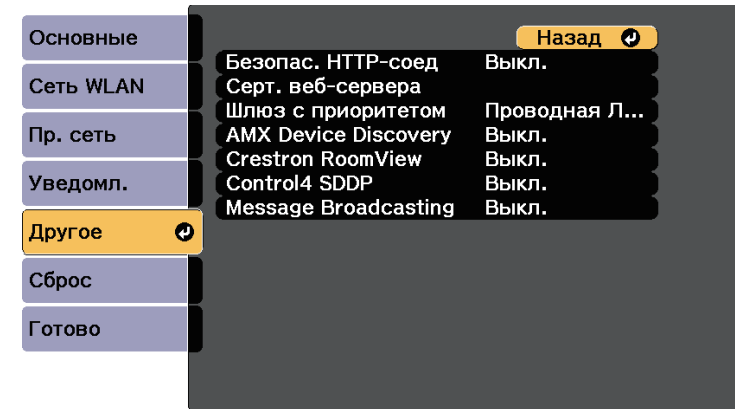 Основные
Сеть WLAN
Пр. сеть
Уведомл.
Другое
Сброс
Готово
Назад
Безопас. HTTP-соед Выкл.
Серт. веб-сервера
Шлюз с приоритетом Проводная Л...
AMX Device Discovery Выкл.
Crestron RoomView Выкл.
Control4 SDDP Выкл.
Message Broadcasting Выкл.